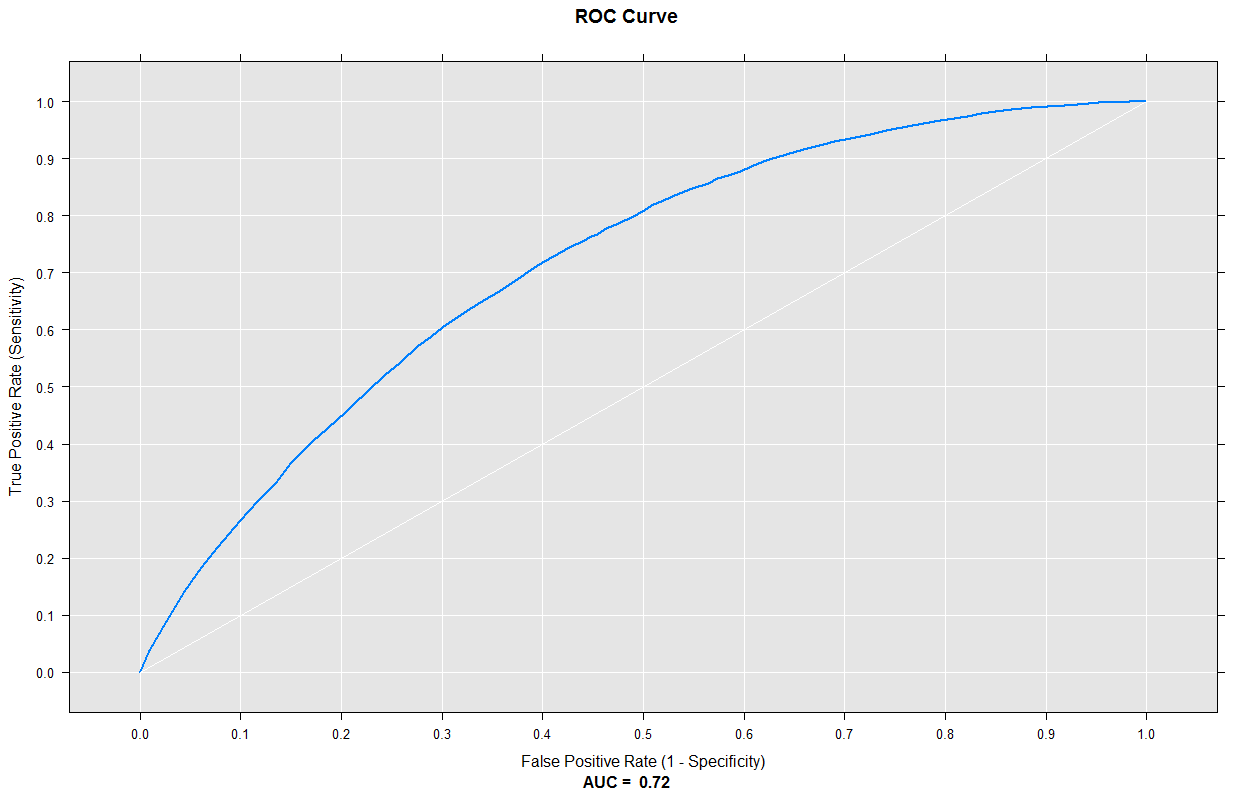 ROC Curve
True Positive Rate (Sensitivity)
1.0
0.9
0.8
0.7
0.6
0.5
0.4
0.3
0.2
0.1
0.0
0.0 0.1 0.2 0.3 0.4 0.5 0.6 0.7 0.8 0.9 1.0
False Positive Rate (1 - Specificity)
AUC = 0.72